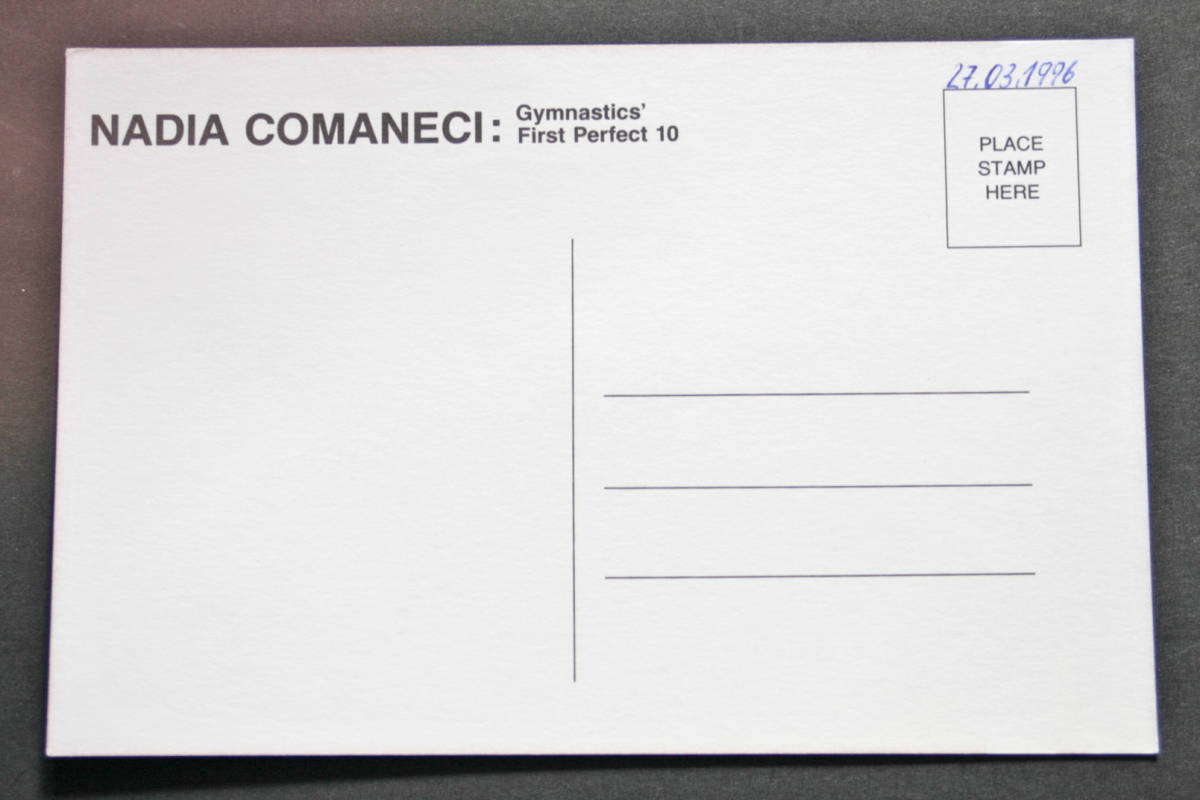 27.03.1996
NADIA COMANECI: Gymnastics'
First Perfect 10
PLACE
STAMP
HERE